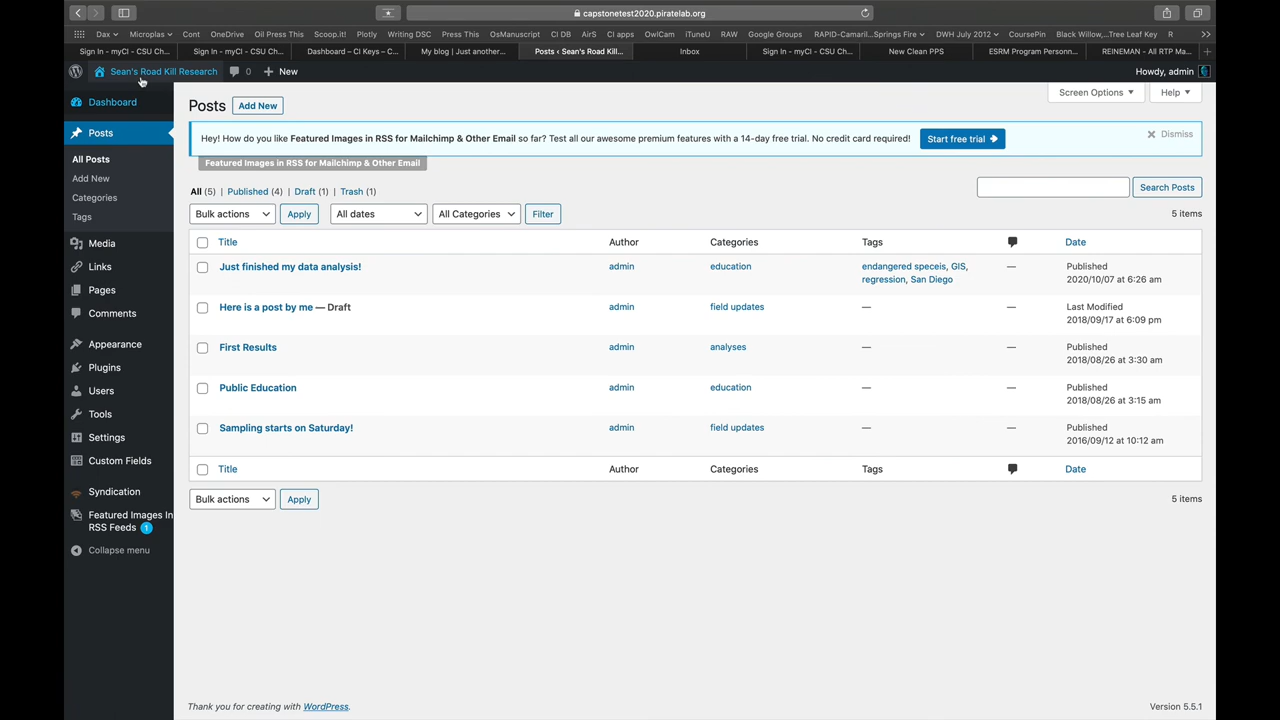 capstonetest2020.piratelab.org
Dax Microplas Cont OneDrive Oil Press This Scoop.it! Plotly Writing DSC Press This OsManuscript CI DB AirS CI apps iTuneU RAW Google Groups OwlCam RAPID-Camaril...Springs Fire DWH July 2012 CoursePin Black Willow,...Tree Leaf Key R
Sign In - myCI - CSU Ch... Sign In - myCI - CSU Ch... Dashboard – CI Keys – C... My blog | Just another... Posts ‹ Sean's Road Kill... Inbox Sign In - myCI - CSU Ch... New Clean PPS ESRM Program Personn... REINEMAN - All RTP Ma...
Sean's Road Kill Research 0 + New Howdy, admin
Screen Options Help
Dashboard
Posts
All Posts
Add New
Categories
Tags
Media
Links
Pages
Comments
Appearance
Plugins
Users
Tools
Settings
Custom Fields
Syndication
Featured Images In
RSS Feeds 1
Collapse menu
Posts Add New
Hey! How do you like Featured Images in RSS for Mailchimp & Other Email so far? Test all our awesome premium features with a 14-day free trial. No credit card required! Start free trial Dismiss
Featured Images in RSS for Mailchimp & Other Email
All (5) | Published (4) | Draft (1) | Trash (1)
Search Posts
Bulk actions Apply All dates All Categories Filter 5 items
Title Author Categories Tags Date
Just finished my data analysis! admin education endangered speceis, GIS, — Published
regression, San Diego 2020/10/07 at 6:26 am
Here is a post by me — Draft admin field updates — — Last Modified
2018/09/17 at 6:09 pm
First Results admin analyses — — Published
2018/08/26 at 3:30 am
Public Education admin education — — Published
2018/08/26 at 3:15 am
Sampling starts on Saturday! admin field updates — — Published
2016/09/12 at 10:12 am
Title Author Categories Tags Date
Bulk actions Apply 5 items
Thank you for creating with WordPress. Version 5.5.1